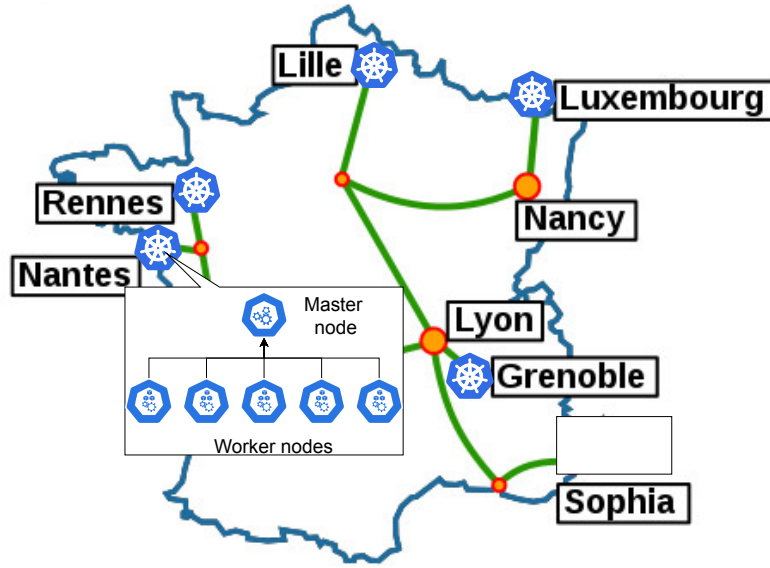 Lille
Luxembourg
Rennes
Nancy
Nantes
Master
node
Lyon
Grenoble
Worker nodes
Sophia